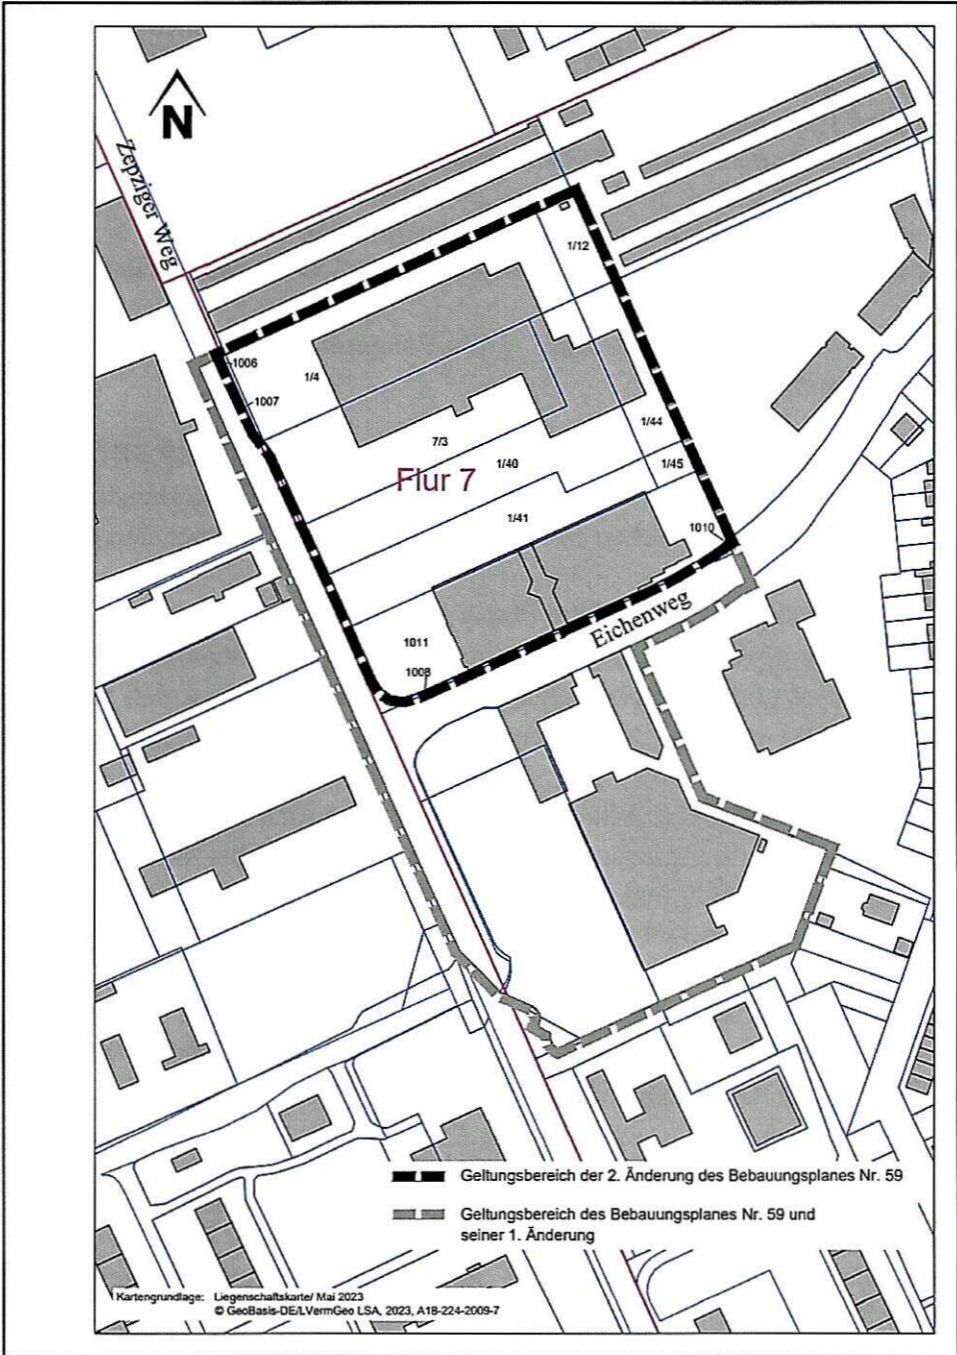 N
Zepziger Weg
1/12
1006
1/4
1007
1/44
7/3
1/40
1/45
Flur 7
1/41
1010
Eichenweg
1011
1008
Geltungsbereich der 2. Änderung des Bebauungsplanes Nr. 59
Geltungsbereich des Bebauungsplanes Nr. 59 und
seiner 1. Änderung
Kartengrundlage: Liegenschaftskarte/ Mai 2023
© GeoBasis-DE/LVermGeo LSA, 2023, A18-224-2009-7